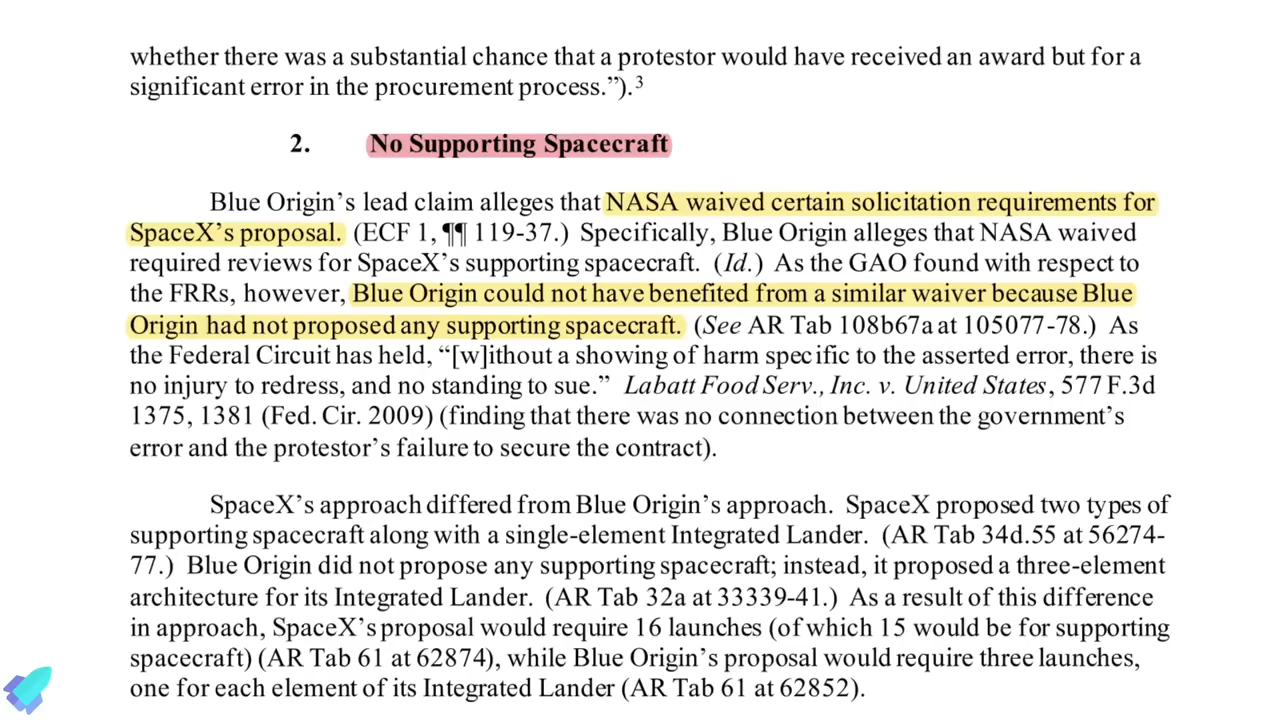 whether there was a substantial chance that a protestor would have received an award but for a
significant error in the procurement process.”).3
2. No Supporting Spacecraft
Blue Origin’s lead claim alleges that NASA waived certain solicitation requirements for
SpaceX’s proposal. (ECF 1, ¶¶ 119-37.) Specifically, Blue Origin alleges that NASA waived
required reviews for SpaceX’s supporting spacecraft. (Id.) As the GAO found with respect to
the FRRs, however, Blue Origin could not have benefited from a similar waiver because Blue
Origin had not proposed any supporting spacecraft. (See AR Tab 108b67a at 105077-78.) As
the Federal Circuit has held, “[w]ithout a showing of harm specific to the asserted error, there is
no injury to redress, and no standing to sue.” Labatt Food Serv., Inc. v. United States, 577 F.3d
1375, 1381 (Fed. Cir. 2009) (finding that there was no connection between the government’s
error and the protestor’s failure to secure the contract).
SpaceX’s approach differed from Blue Origin’s approach. SpaceX proposed two types of
supporting spacecraft along with a single-element Integrated Lander. (AR Tab 34d.55 at 56274-
77.) Blue Origin did not propose any supporting spacecraft; instead, it proposed a three-element
architecture for its Integrated Lander. (AR Tab 32a at 33339-41.) As a result of this difference
in approach, SpaceX’s proposal would require 16 launches (of which 15 would be for supporting
spacecraft) (AR Tab 61 at 62874), while Blue Origin’s proposal would require three launches,
one for each element of its Integrated Lander (AR Tab 61 at 62852).